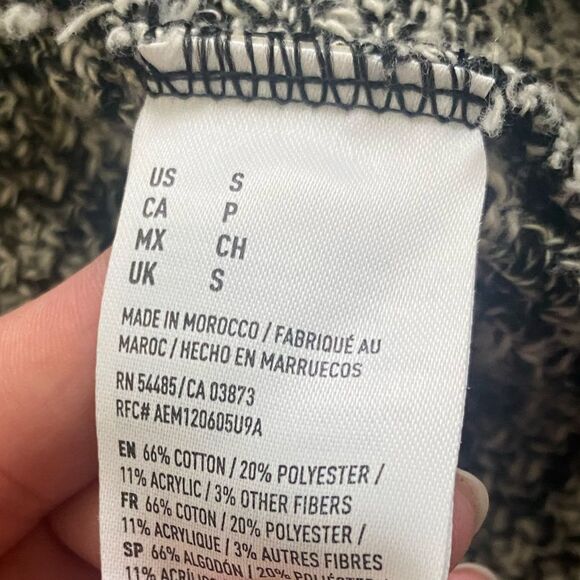 US S
CA P
MX CH
UK S
MADE IN MOROCCO / FABRIQUÉ AU
MAROC / HECHO EN MARRUECOS
RN 54485/CA 03873
RFC# AEM120605U9A
EN 66% COTTON / 20% POLYESTER /
11% ACRYLIC / 3% OTHER FIBERS
FR 66% COTON / 20% POLYESTER /
11% ACRYLIQUE / 3% AUTRES FIBRES
SP 66% ALGODÓN / 20%
11%